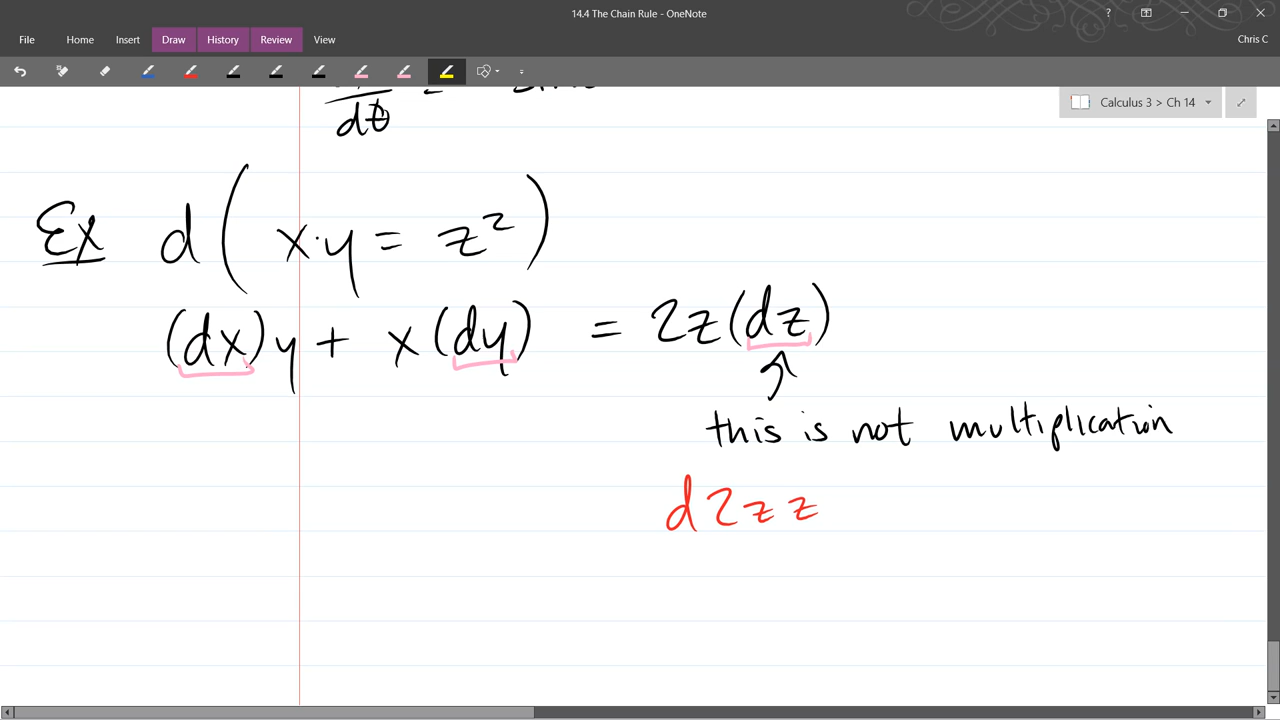 14.4 The Chain Rule - OneNote
File Home Insert Draw History Review View
Chris C
Calculus 3 > Ch 14
dθ
Ex d( x·y = z² )
(dx)y + x(dy) = 2z(dz)
this is not multiplication
d2zz